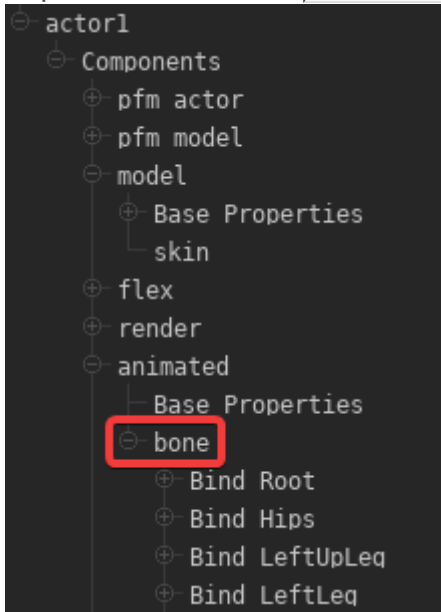 actor1
Components
pfm actor
pfm model
model
Base Properties
skin
flex
render
animated
Base Properties
bone
Bind Root
Bind Hips
Bind LeftUpLeg
Bind LeftLeg